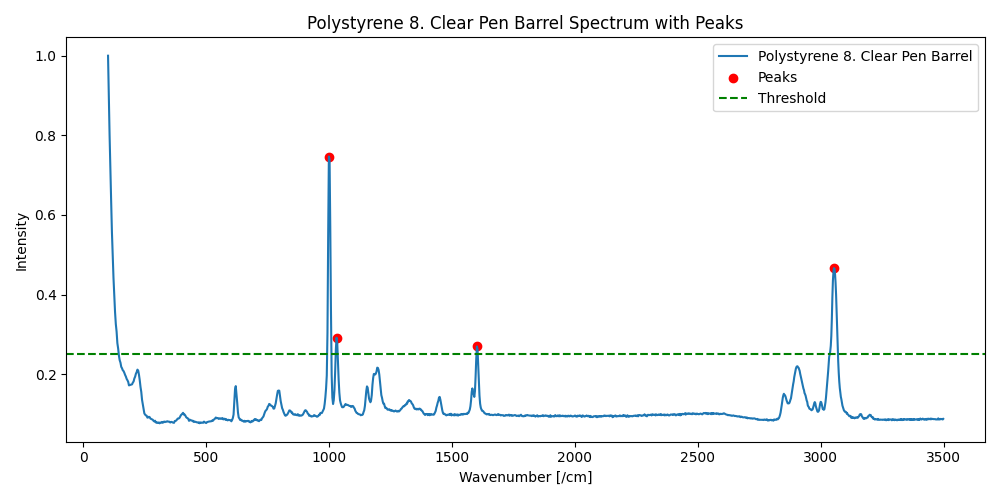 Polystyrene 8. Clear Pen Barrel Spectrum with Peaks
Polystyrene 8. Clear Pen Barrel
Peaks
Threshold
Intensity
1.0
0.8
0.6
0.4
0.2
0 500 1000 1500 2000 2500 3000 3500
Wavenumber [/cm]